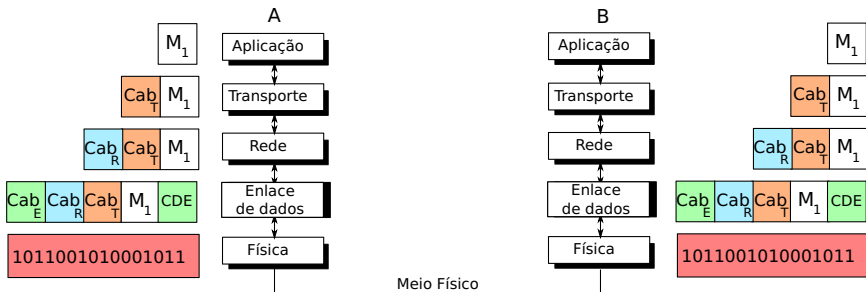 A B
M1 Aplicação Aplicação M1
CabT M1 Transporte Transporte CabT M1
CabR CabT M1 Rede Rede CabR CabT M1
CabE CabR CabT M1 CDE Enlace de dados Enlace de dados CabE CabR CabT M1 CDE
1011001010001011 Física Física 1011001010001011
Meio Físico